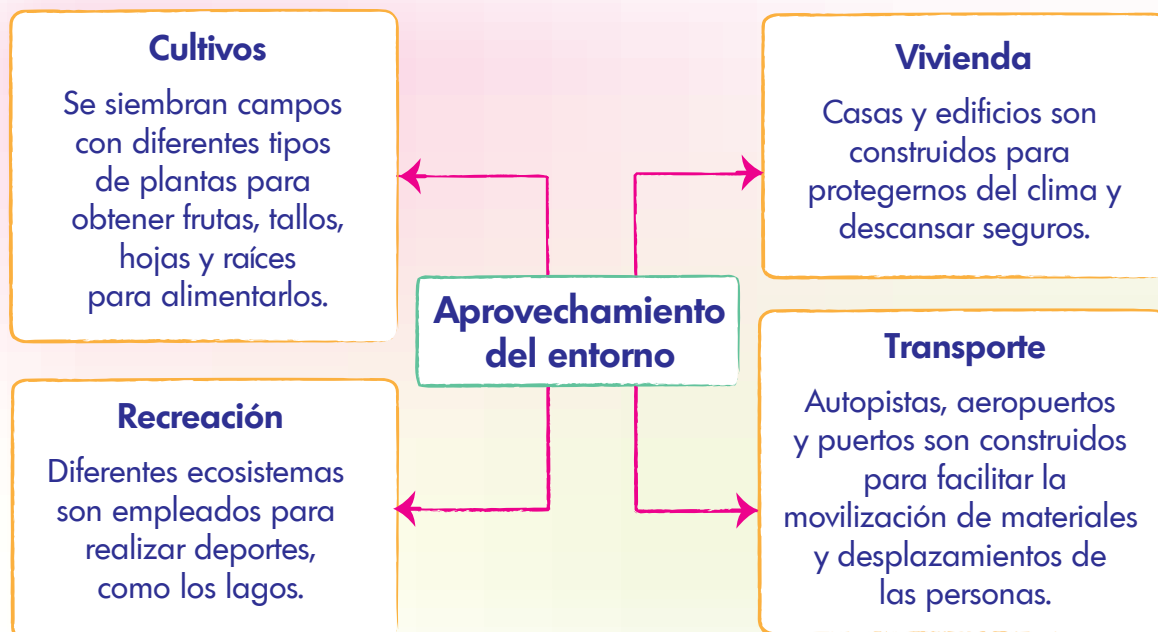 Cultivos
Se siembran campos
con diferentes tipos
de plantas para
obtener frutas, tallos,
hojas y raíces
para alimentarlos.
Vivienda
Casas y edificios son
construidos para
protegernos del clima y
descansar seguros.
Aprovechamiento
del entorno
Recreación
Diferentes ecosistemas
son empleados para
realizar deportes,
como los lagos.
Transporte
Autopistas, aeropuertos
y puertos son construidos
para facilitar la
movilización de materiales
y desplazamientos de
las personas.